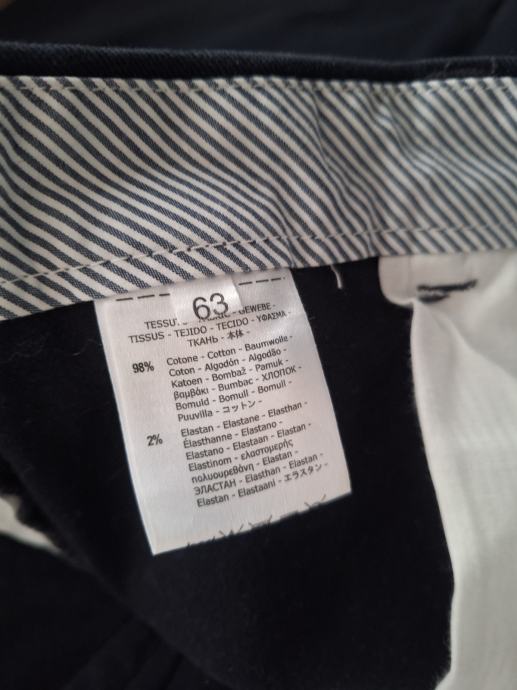 63
GEWEBE -
TISSUS - TEJIDO - TECIDO - ΥΦΑΣΜΑ -
ТКАНЬ - 本体 -
98% Cotone - Cotton - Baumwolle -
Coton - Algodón - Algodão -
Katoen - Bombaž - Pamuk -
βαμβάκι - Bumbac - ХЛОПОК -
Bomuld - Bomull - Bomull -
Puuvilla - コットン -
2% Elastan - Elastane - Elasthan -
Élasthanne - Elastano -
Elastano - Elastaan - Elastan -
Elastinom - ελαστομερής
πολυουρεθάνη - Elastan -
ЭЛАСТАН - Elasthan - Elastan -
Elastan - Elastaani - エラスタン -